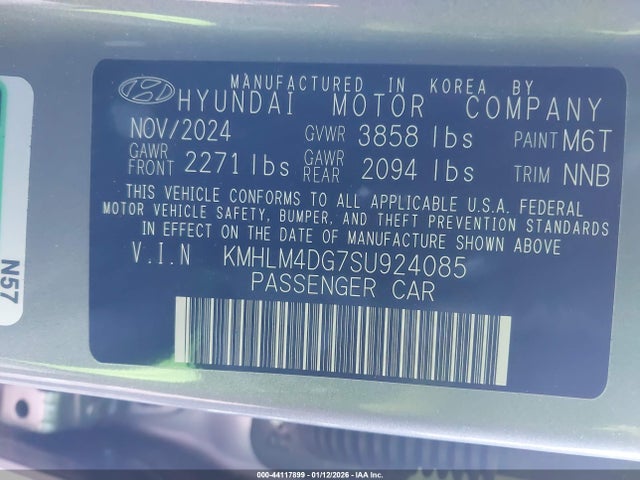 MANUFACTURED IN KOREA BY
HYUNDAI MOTOR COMPANY
NOV/2024 GVWR 3858 lbs PAINT M6T
GAWR FRONT 2271 lbs GAWR REAR 2094 lbs TRIM NNB
THIS VEHICLE CONFORMS TO ALL APPLICABLE U.S.A. FEDERAL
MOTOR VEHICLE SAFETY, BUMPER, AND THEFT PREVENTION STANDARDS
IN EFFECT ON THE DATE OF MANUFACTURE SHOWN ABOVE
V.I.N KMHLM4DG7SU924085
PASSENGER CAR
N57
000-44117899 - 01/12/2026 - IAA Inc.